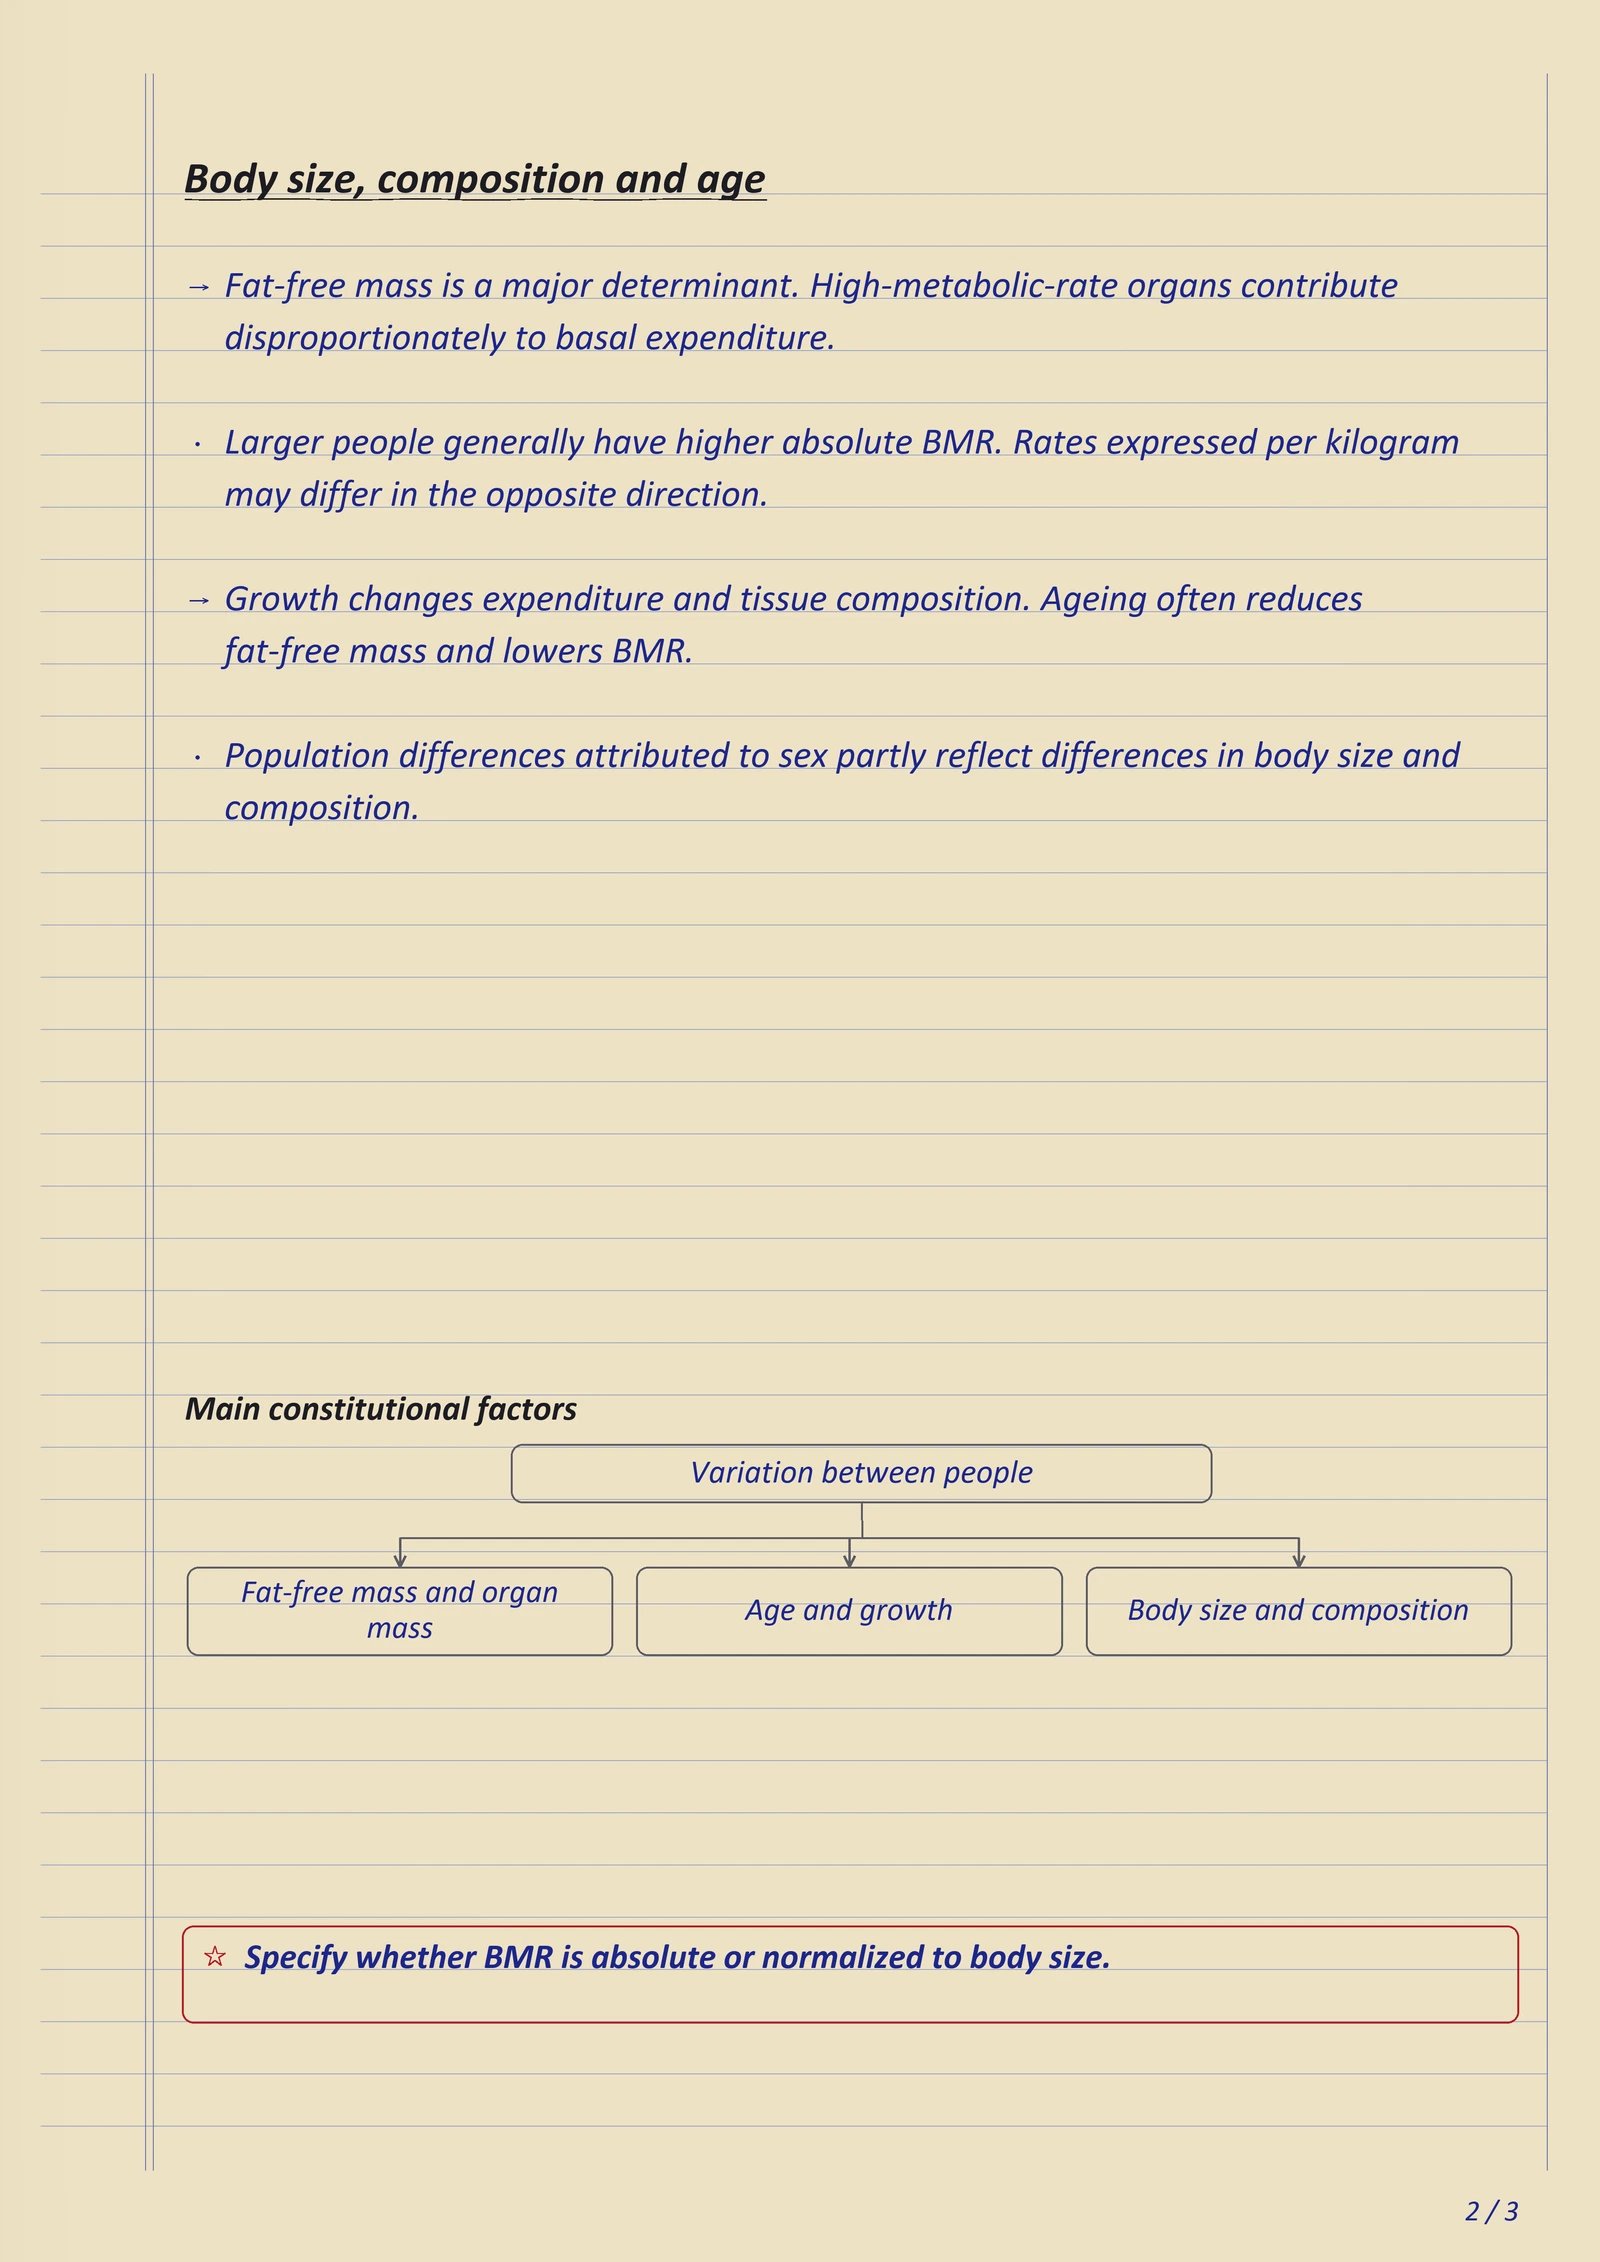 Body size, composition and age
→ Fat-free mass is a major determinant. High-metabolic-rate organs contribute
disproportionately to basal expenditure.
· Larger people generally have higher absolute BMR. Rates expressed per kilogram
may differ in the opposite direction.
→ Growth changes expenditure and tissue composition. Ageing often reduces
fat-free mass and lowers BMR.
· Population differences attributed to sex partly reflect differences in body size and
composition.
Main constitutional factors
Variation between people
Fat-free mass and organ
mass
Age and growth
Body size and composition
☆ Specify whether BMR is absolute or normalized to body size.
2 / 3